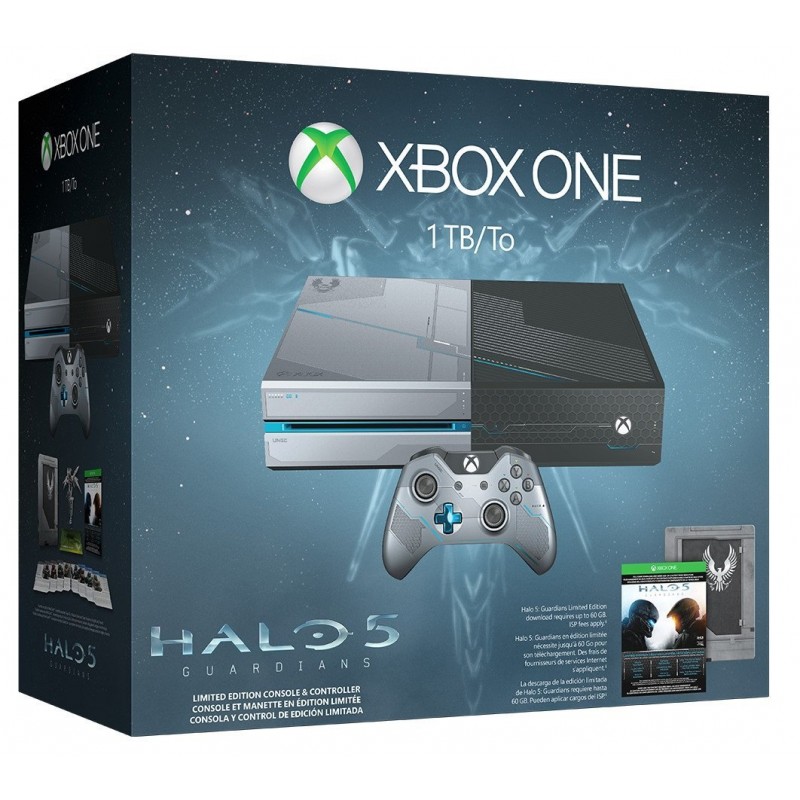 XBOX ONE
1TB/To
XBOX ONE
1 TB/To
UNSC
Y
X
B
A
XBOX ONE
HALO 5
GUARDIANS
Halo 5: Guardians Limited Edition
download requires up to 60 GB.
ISP fees apply.
Halo 5: Guardians en édition limitée
nécessite jusqu'à 60 Go pour
son téléchargement. Des frais de
fournisseurs de services Internet
s'appliquent.
La descarga de la edición limitada
de Halo 5: Guardians requiere hasta
60 GB. Pueden aplicar cargos del ISP.
HALO 5
GUARDIANS
LIMITED EDITION CONSOLE & CONTROLLER
CONSOLE ET MANETTE EN ÉDITION LIMITÉE
CONSOLA Y CONTROL DE EDICIÓN LIMITADA